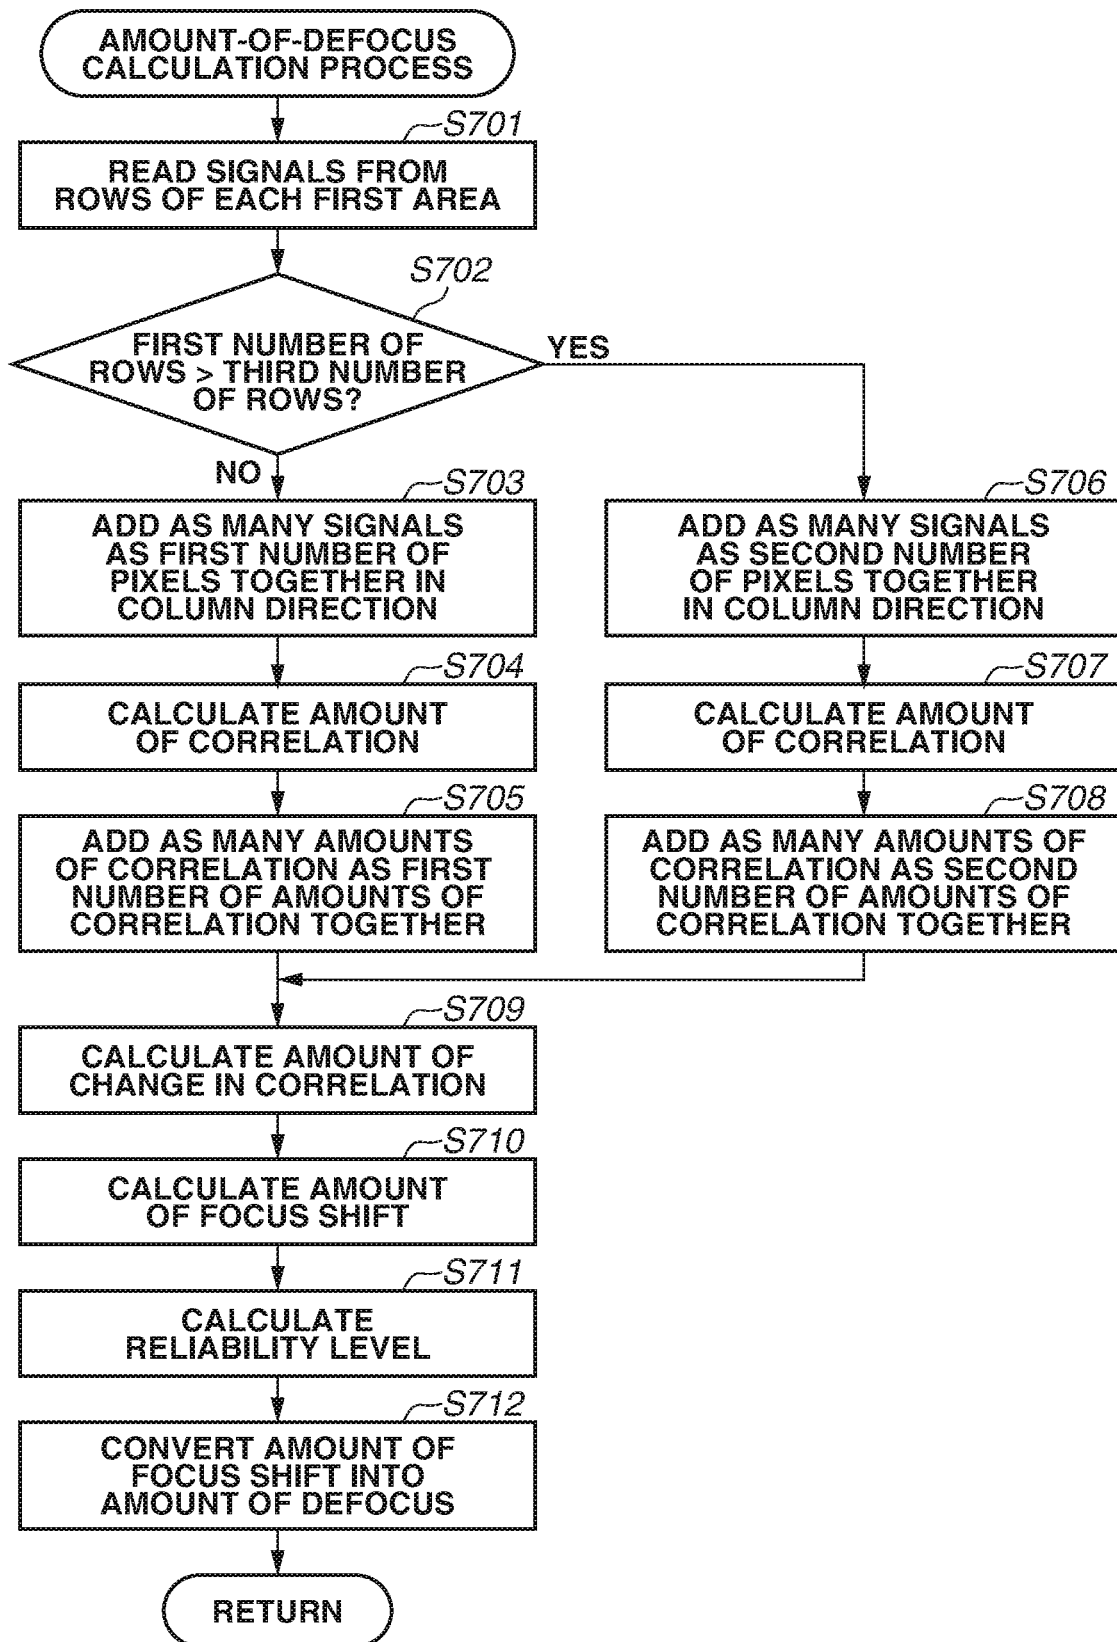 AMOUNT-OF-DEFOCUS
CALCULATION PROCESS
S701
READ SIGNALS FROM
ROWS OF EACH FIRST AREA
S702
FIRST NUMBER OF
ROWS > THIRD NUMBER
OF ROWS?
YES
NO
S703
ADD AS MANY SIGNALS
AS FIRST NUMBER OF
PIXELS TOGETHER IN
COLUMN DIRECTION
S706
ADD AS MANY SIGNALS
AS SECOND NUMBER
OF PIXELS TOGETHER
IN COLUMN DIRECTION
S704
CALCULATE AMOUNT
OF CORRELATION
S707
CALCULATE AMOUNT
OF CORRELATION
S705
ADD AS MANY AMOUNTS
OF CORRELATION AS FIRST
NUMBER OF AMOUNTS OF
CORRELATION TOGETHER
S708
ADD AS MANY AMOUNTS OF
CORRELATION AS SECOND
NUMBER OF AMOUNTS OF
CORRELATION TOGETHER
S709
CALCULATE AMOUNT OF
CHANGE IN CORRELATION
S710
CALCULATE AMOUNT
OF FOCUS SHIFT
S711
CALCULATE
RELIABILITY LEVEL
S712
CONVERT AMOUNT OF
FOCUS SHIFT INTO
AMOUNT OF DEFOCUS
RETURN